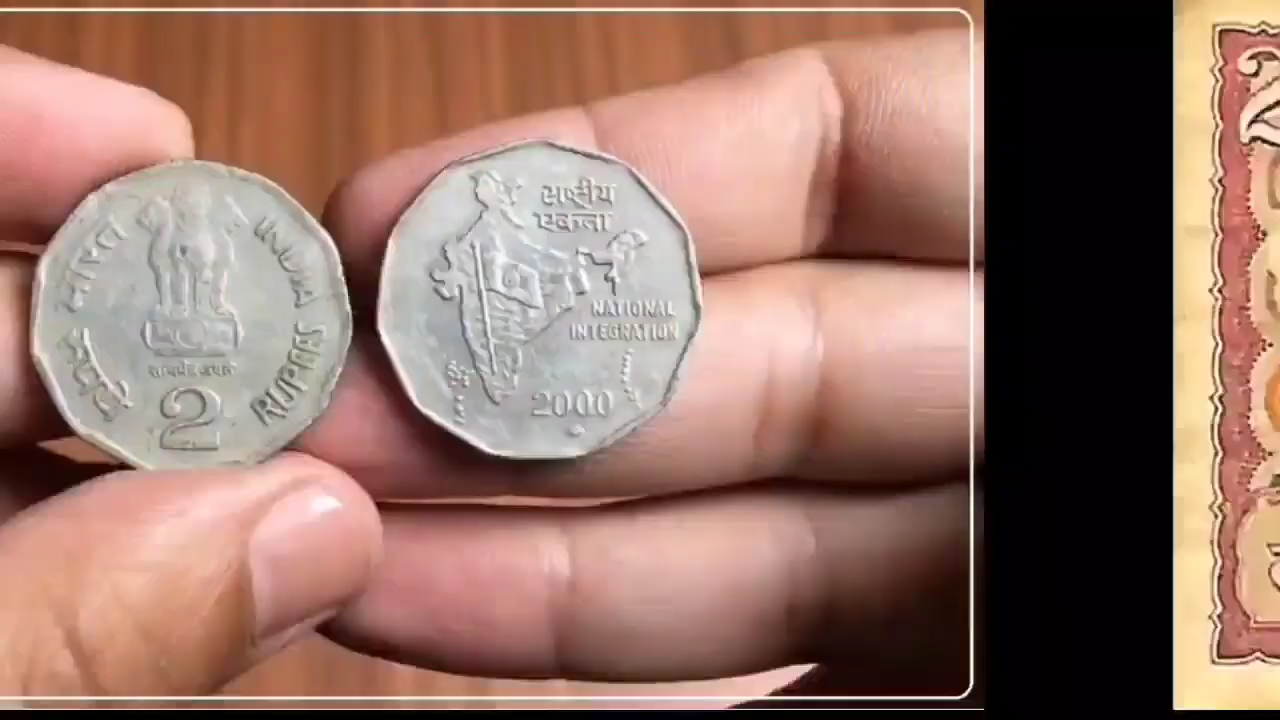 भारत
INDIA
रुपये
RUPEES
सत्यमेव जयते
2
राष्ट्रीय
एकता
NATIONAL
INTEGRATION
2000